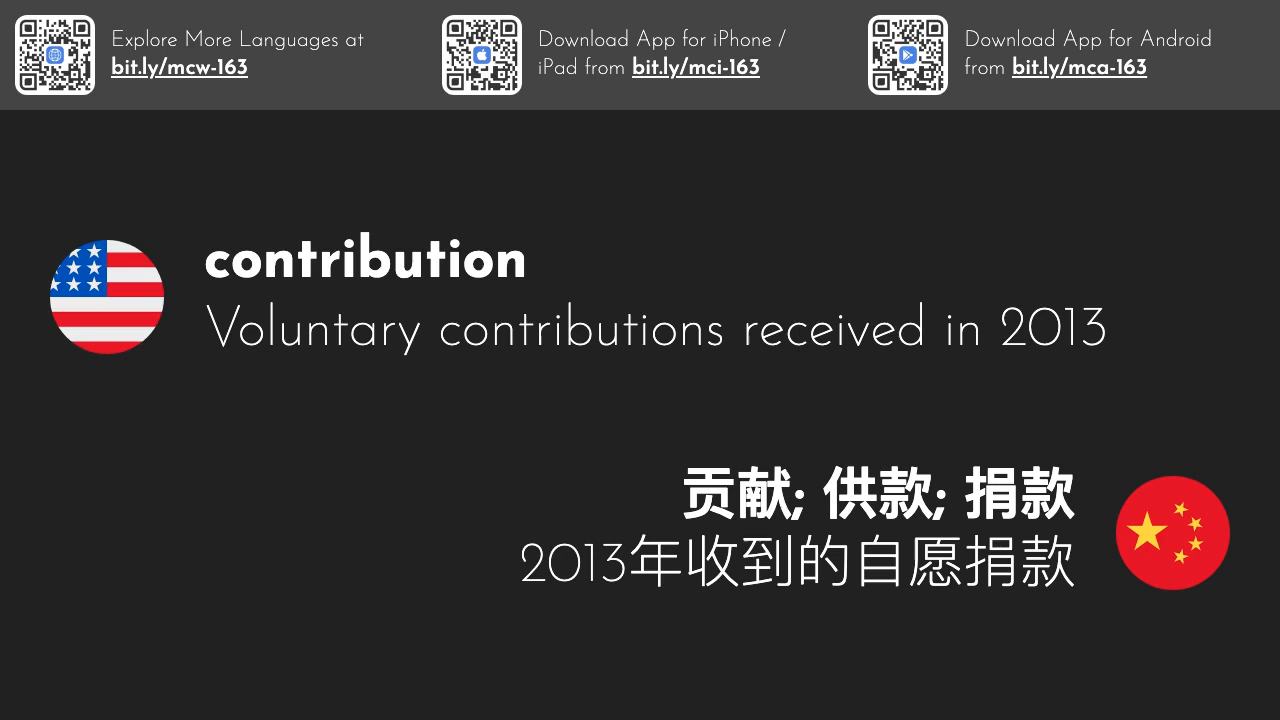 Explore More Languages at
bit.ly/mcw-163
Download App for iPhone /
iPad from bit.ly/mci-163
Download App for Android
from bit.ly/mca-163
contribution
Voluntary contributions received in 2013
贡献; 供款; 捐款
2013年收到的自愿捐款